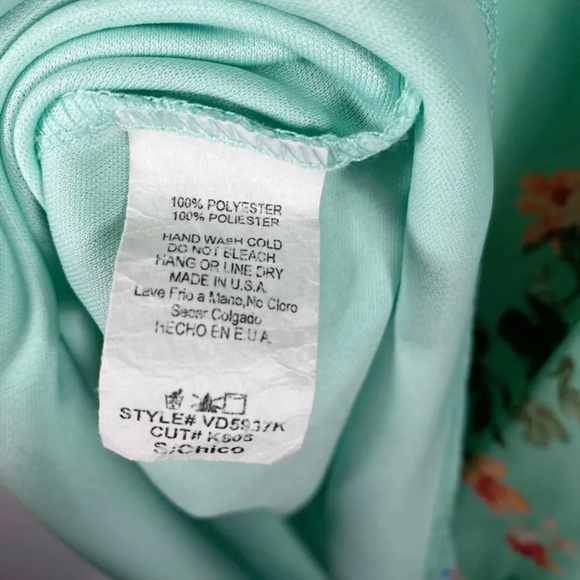 100% POLYESTER
100% POLIESTER
HAND WASH COLD
DO NOT BLEACH
HANG OR LINE DRY
MADE IN U.S.A
Lave Frio a Mano, No Cloro
Secar Colgado
HECHO EN E.U.A.
STYLE# VD5937K
CUT# K905
S/Chico